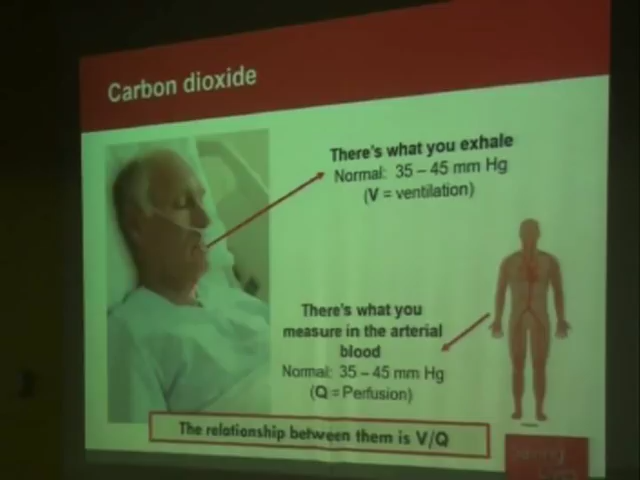 Carbon dioxide
There's what you exhale
Normal: 35 – 45 mm Hg
(V = ventilation)
There's what you
measure in the arterial
blood
Normal: 35 – 45 mm Hg
(Q = Perfusion)
The relationship between them is V/Q